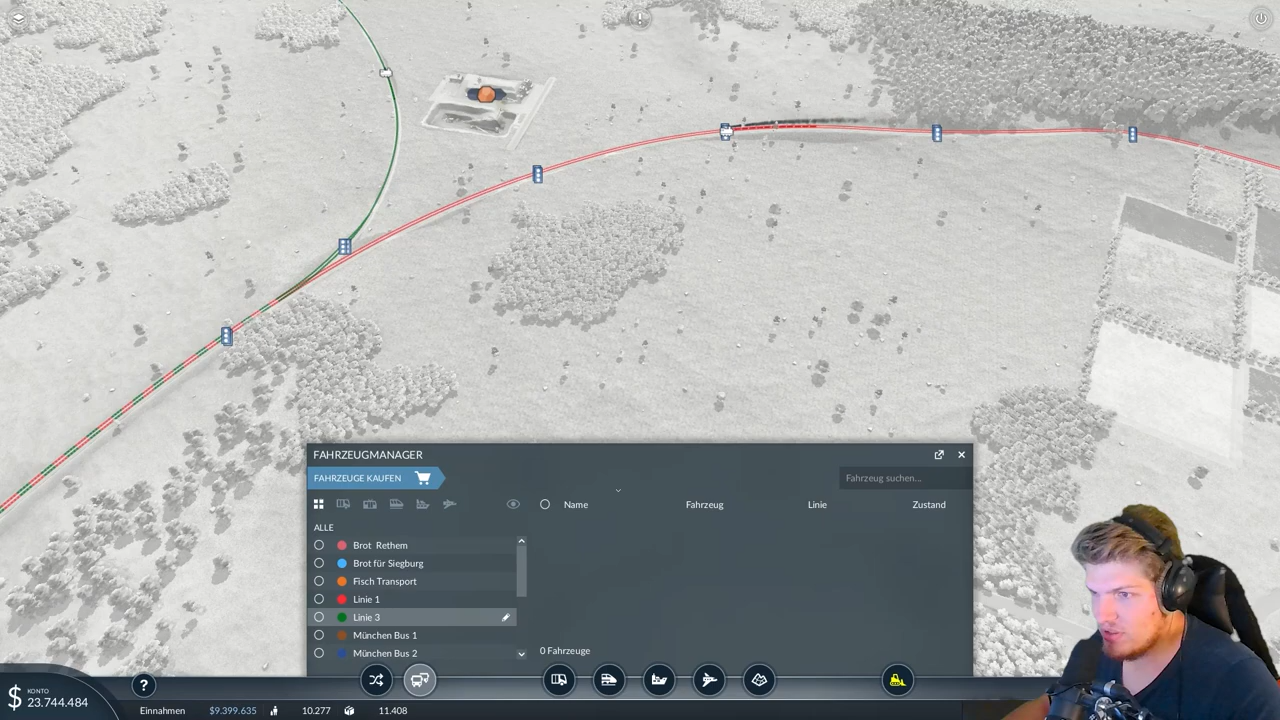 FAHRZEUGMANAGER
FAHRZEUGE KAUFEN
Fahrzeug suchen...
Name Fahrzeug Linie Zustand
ALLE
Brot Rethem
Brot für Siegburg
Fisch Transport
Linie 1
Linie 3
München Bus 1
München Bus 2
0 Fahrzeuge
?
$ KONTO
23.744.484
Einnahmen $9.399.635 10.277 11.408